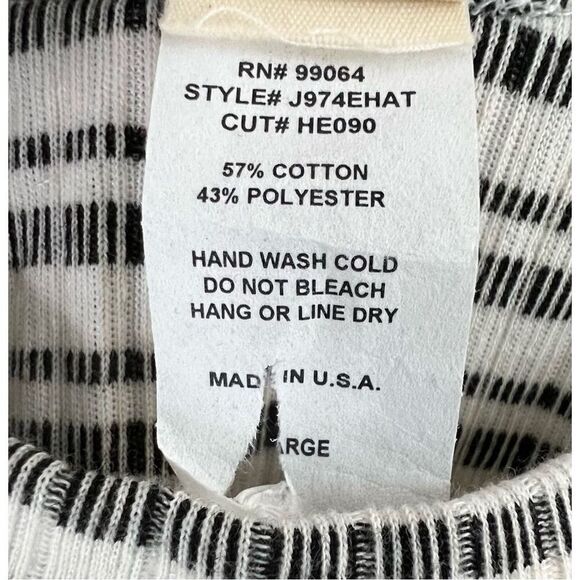 RN# 99064
STYLE# J974EHAT
CUT# HE090
57% COTTON
43% POLYESTER
HAND WASH COLD
DO NOT BLEACH
HANG OR LINE DRY
MADE IN U.S.A.